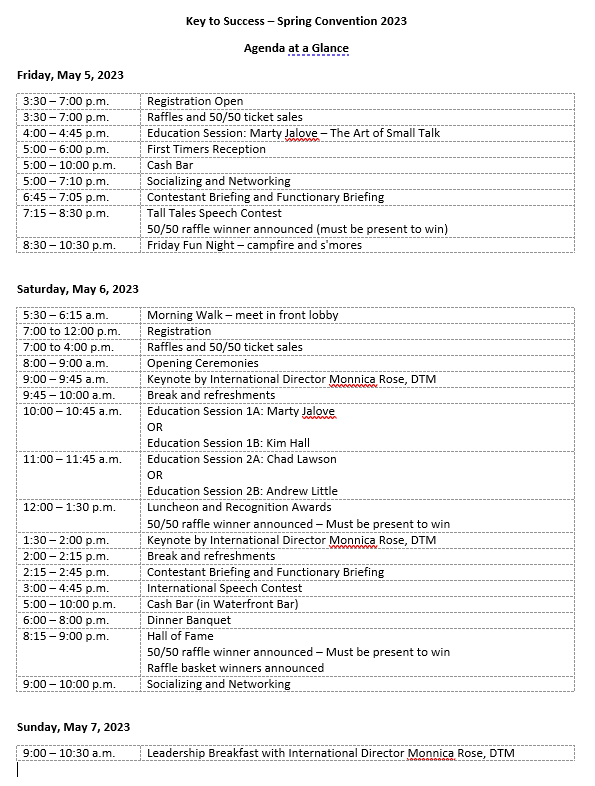 Key to Success – Spring Convention 2023
Agenda at a Glance
Friday, May 5, 2023
3:30 – 7:00 p.m. Registration Open
3:30 – 7:00 p.m. Raffles and 50/50 ticket sales
4:00 – 4:45 p.m. Education Session: Marty Jalove – The Art of Small Talk
5:00 – 6:00 p.m. First Timers Reception
5:00 – 10:00 p.m. Cash Bar
5:00 – 7:10 p.m. Socializing and Networking
6:45 – 7:05 p.m. Contestant Briefing and Functionary Briefing
7:15 – 8:30 p.m. Tall Tales Speech Contest
50/50 raffle winner announced (must be present to win)
8:30 – 10:30 p.m. Friday Fun Night – campfire and s'mores
Saturday, May 6, 2023
5:30 – 6:15 a.m. Morning Walk – meet in front lobby
7:00 to 12:00 p.m. Registration
7:00 to 4:00 p.m. Raffles and 50/50 ticket sales
8:00 – 9:00 a.m. Opening Ceremonies
9:00 – 9:45 a.m. Keynote by International Director Monnica Rose, DTM
9:45 – 10:00 a.m. Break and refreshments
10:00 – 10:45 a.m. Education Session 1A: Marty Jalove
OR
Education Session 1B: Kim Hall
11:00 – 11:45 a.m. Education Session 2A: Chad Lawson
OR
Education Session 2B: Andrew Little
12:00 – 1:30 p.m. Luncheon and Recognition Awards
50/50 raffle winner announced – Must be present to win
1:30 – 2:00 p.m. Keynote by International Director Monnica Rose, DTM
2:00 – 2:15 p.m. Break and refreshments
2:15 – 2:45 p.m. Contestant Briefing and Functionary Briefing
3:00 – 4:45 p.m. International Speech Contest
5:00 – 10:00 p.m. Cash Bar (in Waterfront Bar)
6:00 – 8:00 p.m. Dinner Banquet
8:15 – 9:00 p.m. Hall of Fame
50/50 raffle winner announced – Must be present to win
Raffle basket winners announced
9:00 – 10:00 p.m. Socializing and Networking
Sunday, May 7, 2023
9:00 – 10:30 a.m. Leadership Breakfast with International Director Monnica Rose, DTM